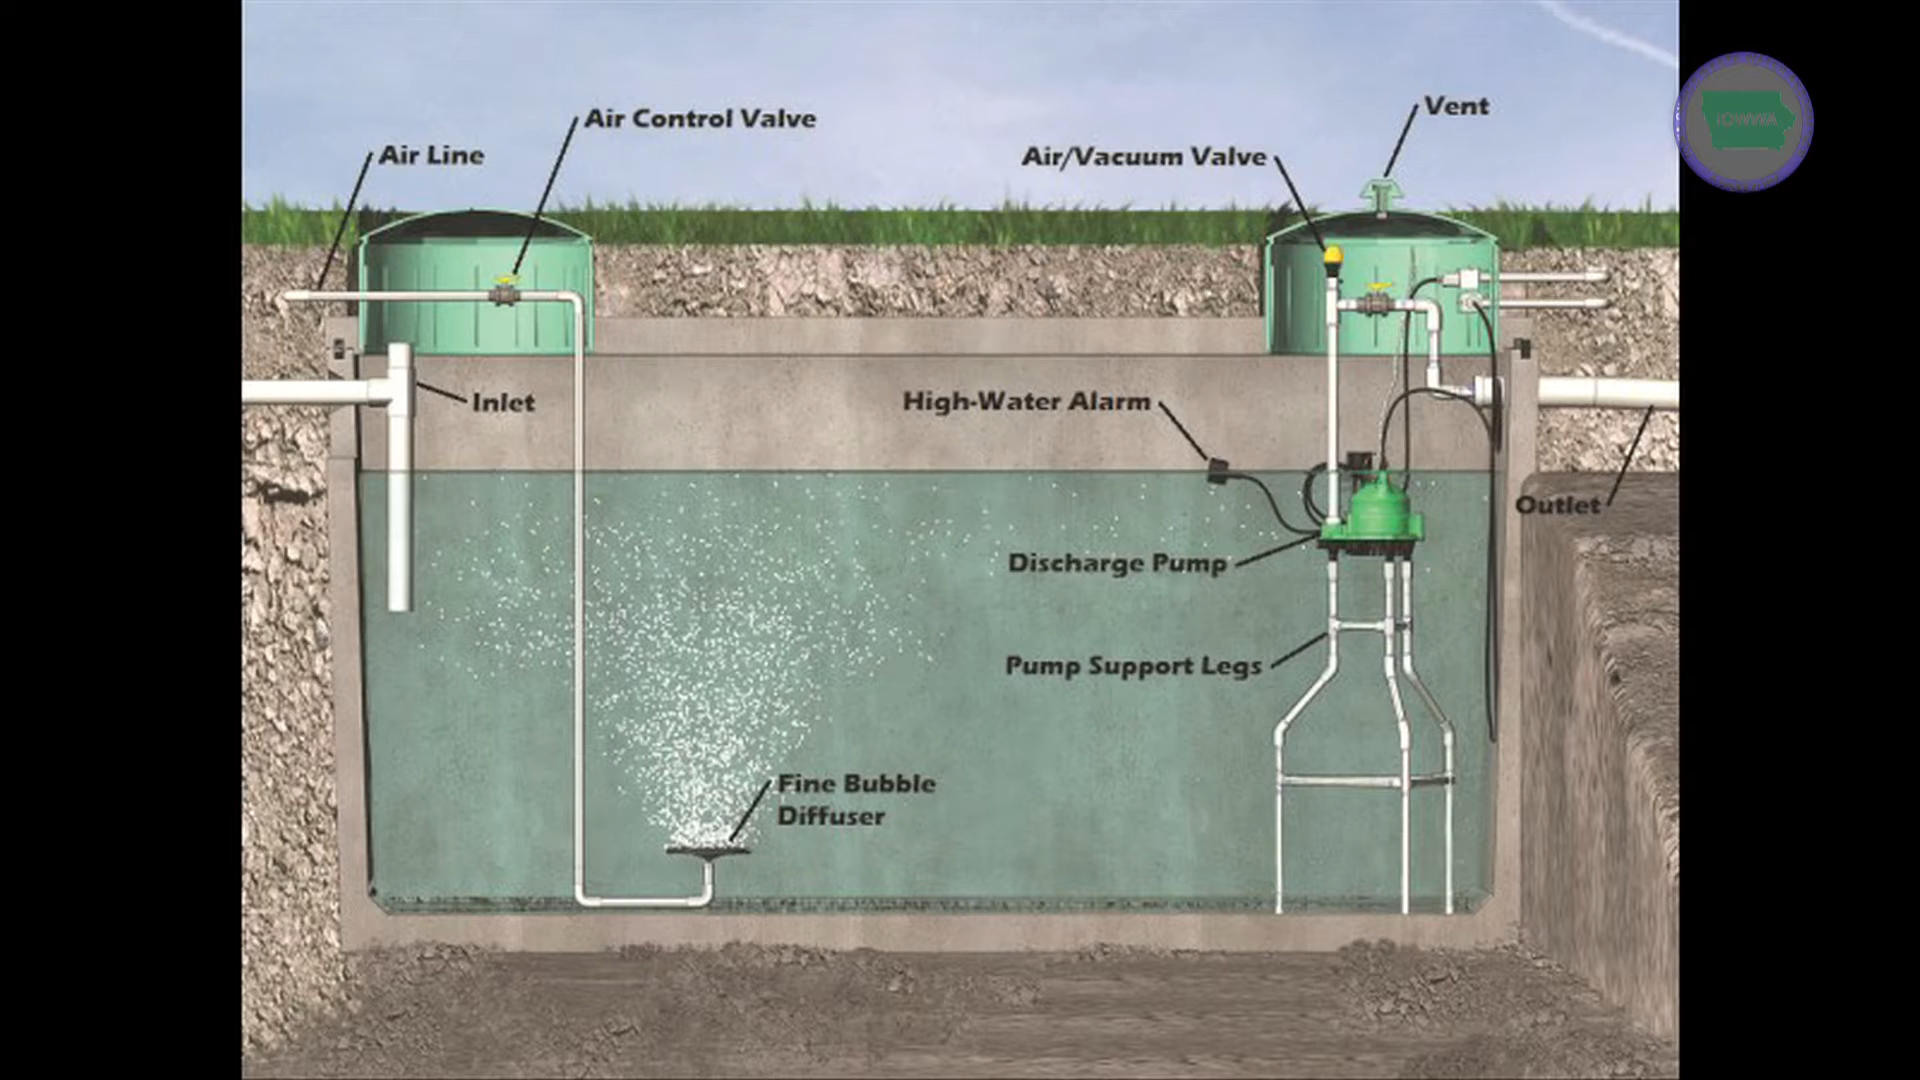 Air Control Valve
Vent
Air Line
Air/Vacuum Valve
IOWWA
Inlet
High-Water Alarm
Outlet
Discharge Pump
Pump Support Legs
Fine Bubble
Diffuser